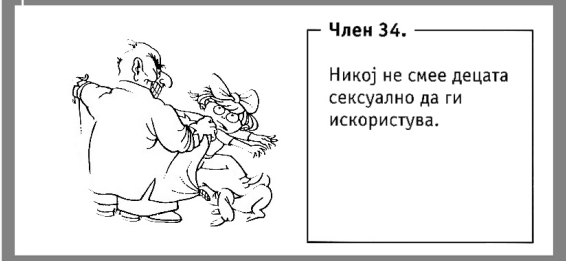 Член 34.
Никој не смее децата
сексуално да ги
искористува.